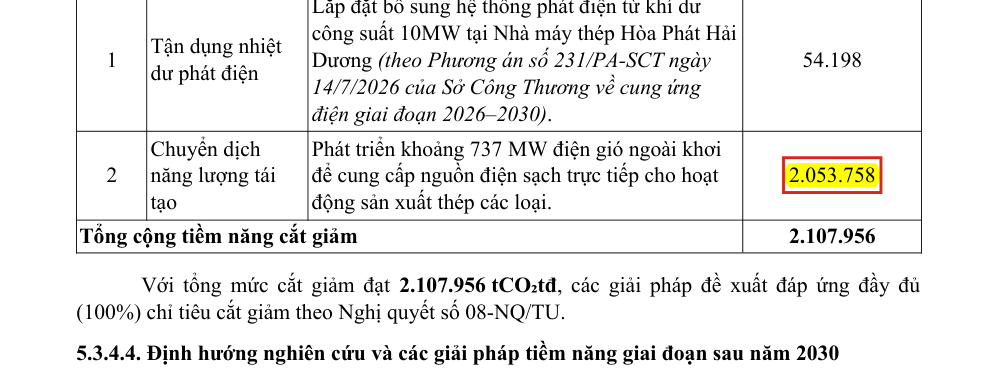 Lắp đặt bổ sung hệ thống phát điện từ khí dư
1 Tận dụng nhiệt dư phát điện công suất 10MW tại Nhà máy thép Hòa Phát Hải 54.198
Dương (theo Phương án số 231/PA-SCT ngày
14/7/2026 của Sở Công Thương về cung ứng
điện giai đoạn 2026–2030).
2 Chuyển dịch năng lượng tái tạo Phát triển khoảng 737 MW điện gió ngoài khơi 2.053.758
để cung cấp nguồn điện sạch trực tiếp cho hoạt
động sản xuất thép các loại.
Tổng cộng tiềm năng cắt giảm 2.107.956
Với tổng mức cắt giảm đạt 2.107.956 tCO₂tđ, các giải pháp đề xuất đáp ứng đầy đủ
(100%) chỉ tiêu cắt giảm theo Nghị quyết số 08-NQ/TU.
5.3.4.4. Định hướng nghiên cứu và các giải pháp tiềm năng giai đoạn sau năm 2030